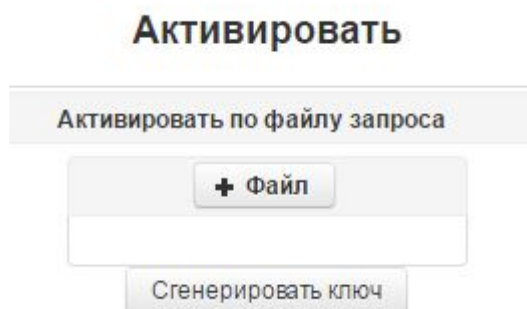 Активировать
Активировать по файлу запроса
+ Файл
Сгенерировать ключ